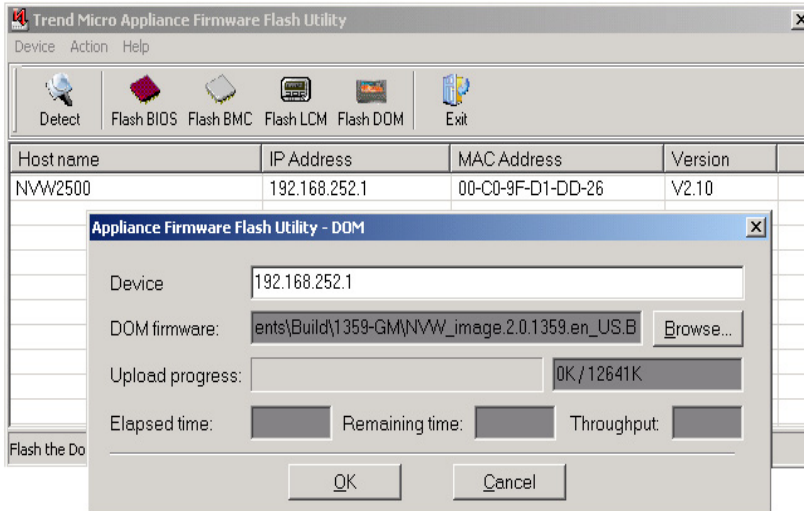 Trend Micro Appliance Firmware Flash Utility
Device Action Help
Detect Flash BIOS Flash BMC Flash LCM Flash DOM Exit
Host name IP Address MAC Address Version
NVW2500 192.168.252.1 00-C0-9F-D1-DD-26 V2.10
Appliance Firmware Flash Utility - DOM
Device 192.168.252.1
DOM firmware: ents\Build\1359-GM\NVW_image.2.0.1359.en_US.B Browse...
Upload progress: 0K / 12641K
Elapsed time: Remaining time: Throughput:
Flash the Do
OK Cancel